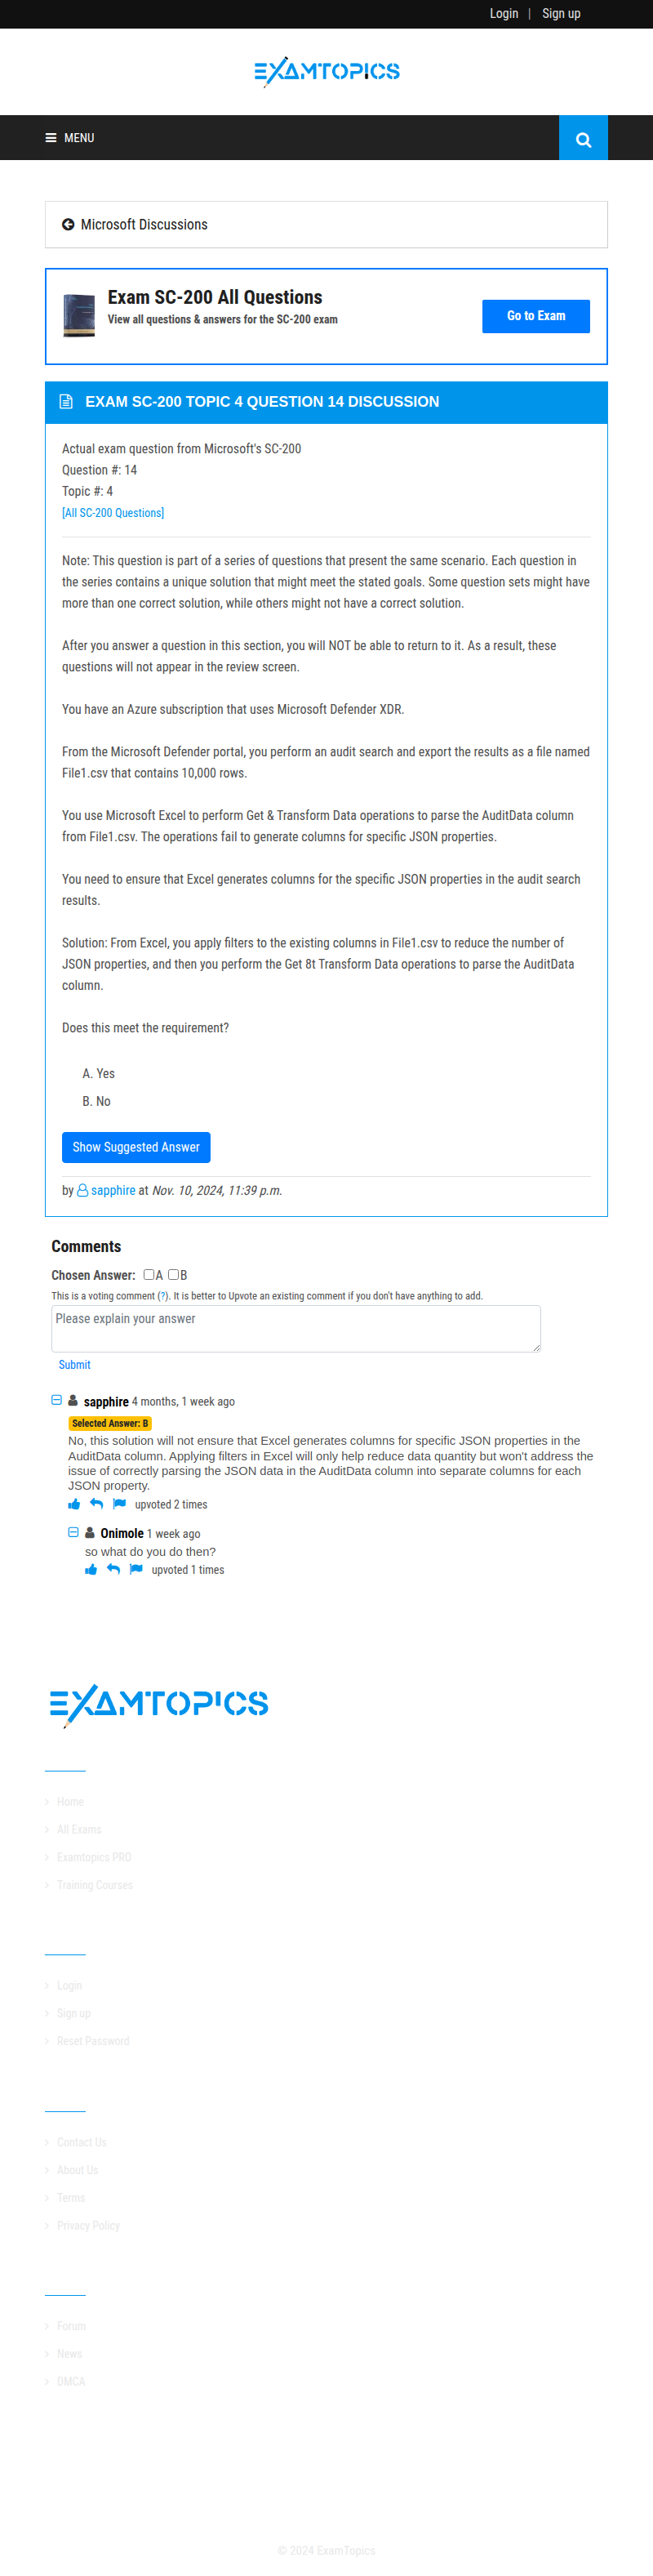 Login | Sign up
EXAMTOPICS
MENU
Microsoft Discussions
Exam SC-200 All Questions
View all questions & answers for the SC-200 exam
Go to Exam
EXAM SC-200 TOPIC 4 QUESTION 14 DISCUSSION
Actual exam question from Microsoft's SC-200
Question #: 14
Topic #: 4
[All SC-200 Questions]
Note: This question is part of a series of questions that present the same scenario. Each question in
the series contains a unique solution that might meet the stated goals. Some question sets might have
more than one correct solution, while others might not have a correct solution.
After you answer a question in this section, you will NOT be able to return to it. As a result, these
questions will not appear in the review screen.
You have an Azure subscription that uses Microsoft Defender XDR.
From the Microsoft Defender portal, you perform an audit search and export the results as a file named
File1.csv that contains 10,000 rows.
You use Microsoft Excel to perform Get & Transform Data operations to parse the AuditData column
from File1.csv. The operations fail to generate columns for specific JSON properties.
You need to ensure that Excel generates columns for the specific JSON properties in the audit search
results.
Solution: From Excel, you apply filters to the existing columns in File1.csv to reduce the number of
JSON properties, and then you perform the Get 8t Transform Data operations to parse the AuditData
column.
Does this meet the requirement?
A. Yes
B. No
Show Suggested Answer
by sapphire at Nov. 10, 2024, 11:39 p.m.
Comments
Chosen Answer: A B
This is a voting comment (?). It is better to Upvote an existing comment if you don't have anything to add.
Please explain your answer
Submit
sapphire 4 months, 1 week ago
Selected Answer: B
No, this solution will not ensure that Excel generates columns for specific JSON properties in the
AuditData column. Applying filters in Excel will only help reduce data quantity but won't address the
issue of correctly parsing the JSON data in the AuditData column into separate columns for each
JSON property.
upvoted 2 times
Onimole 1 week ago
so what do you do then?
upvoted 1 times
EXAMTOPICS
Home
All Exams
Examtopics PRO
Training Courses
Login
Sign up
Reset Password
Contact Us
About Us
Terms
Privacy Policy
Forum
News
DMCA
© 2024 ExamTopics